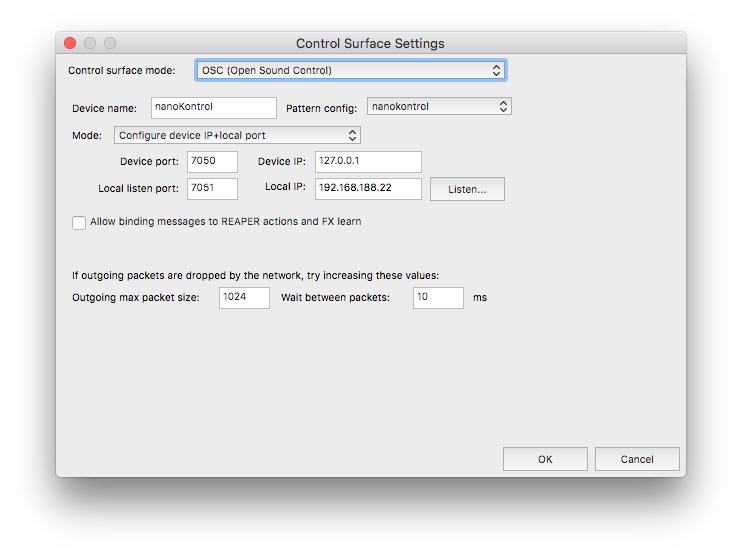 Control Surface Settings
Control surface mode: OSC (Open Sound Control)
Device name: nanoKontrol Pattern config: nanokontrol
Mode: Configure device IP+local port
Device port: 7050 Device IP: 127.0.0.1
Local listen port: 7051 Local IP: 192.168.188.22 Listen...
Allow binding messages to REAPER actions and FX learn
If outgoing packets are dropped by the network, try increasing these values:
Outgoing max packet size: 1024 Wait between packets: 10 ms
OK Cancel